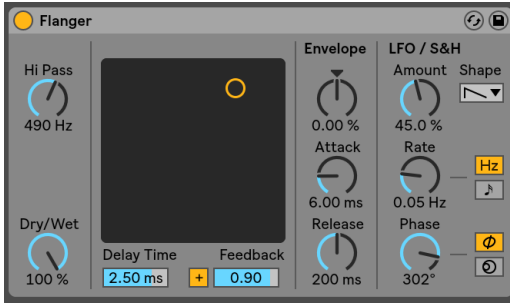 Flanger
Hi Pass
490 Hz
Dry/Wet
100 %
Delay Time
2.50 ms
+
Feedback
0.90
Envelope
0.00 %
Attack
6.00 ms
Release
200 ms
LFO / S&H
Amount
45.0 %
Shape
Rate
0.05 Hz
Hz
Phase
302°